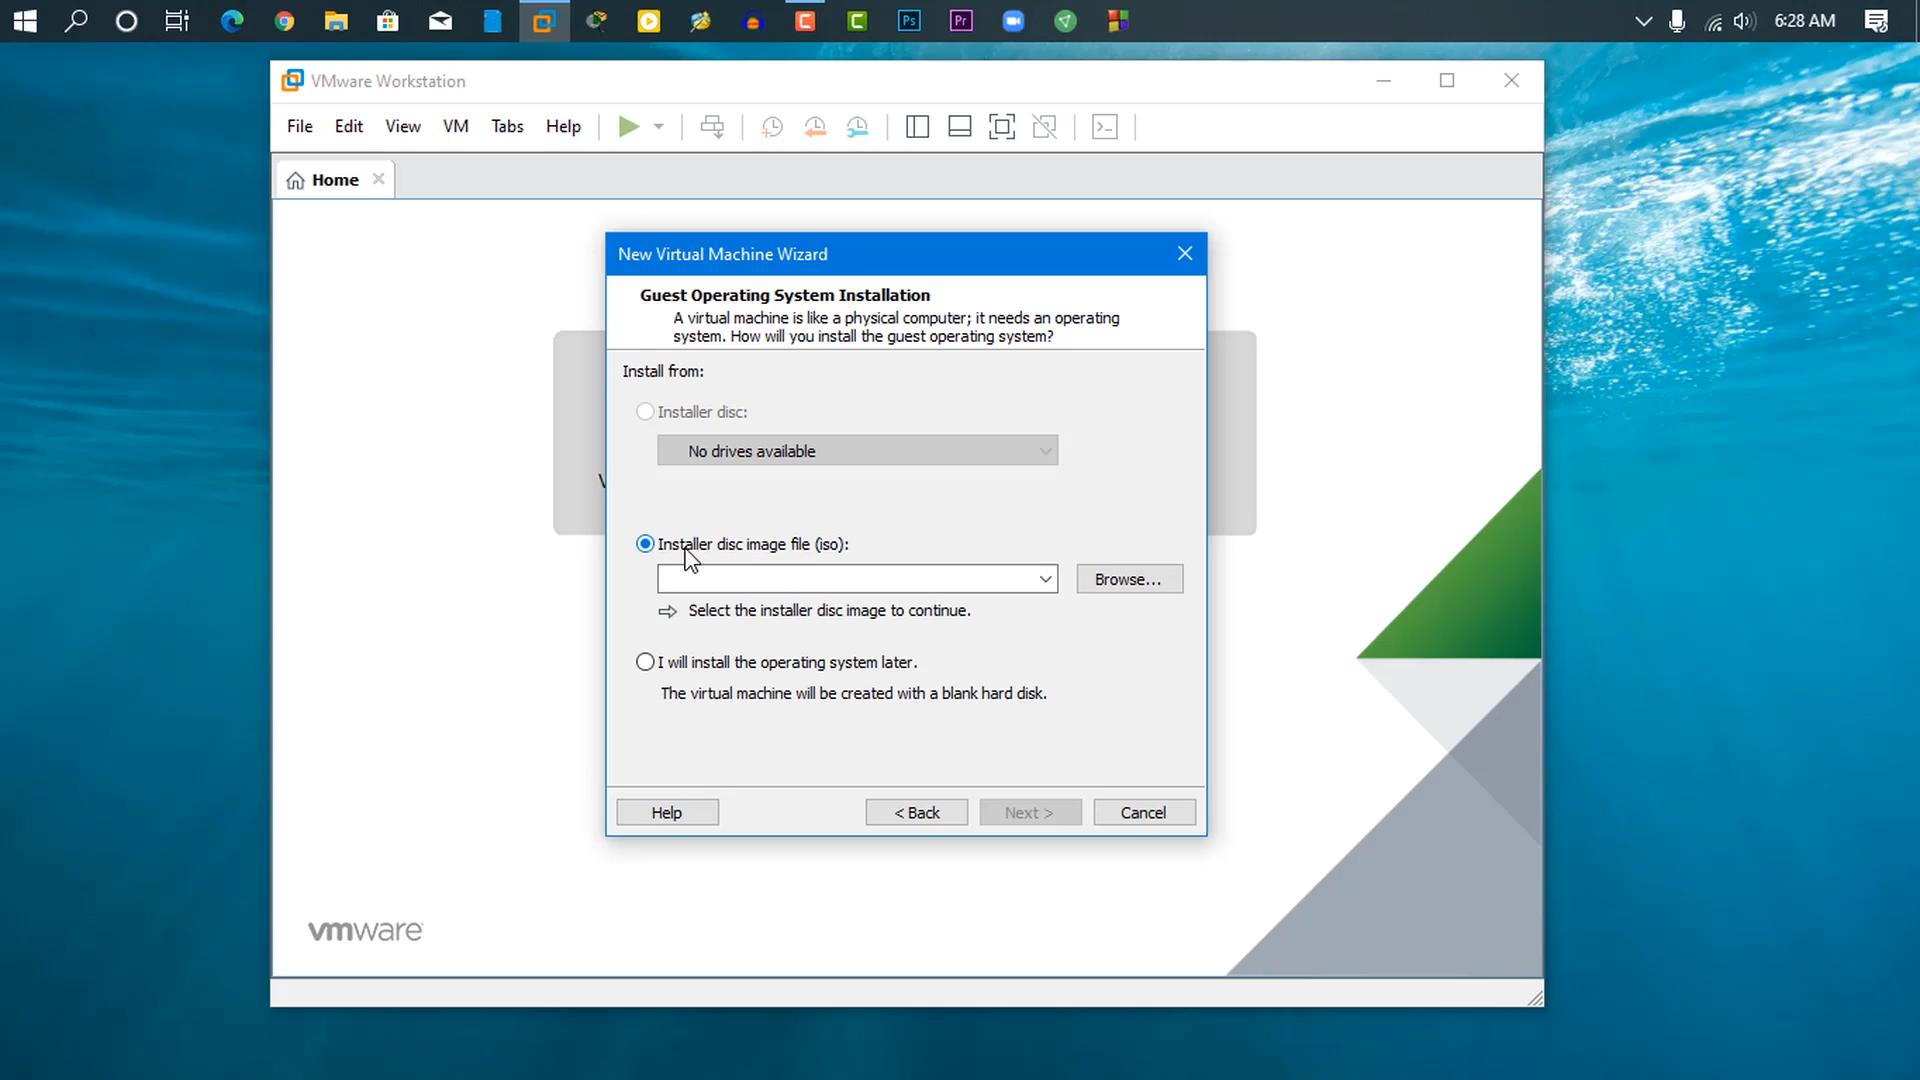 6:28 AM
VMware Workstation
File Edit View VM Tabs Help
Home
New Virtual Machine Wizard
Guest Operating System Installation
A virtual machine is like a physical computer; it needs an operating
system. How will you install the guest operating system?
Install from:
Installer disc:
No drives available
Installer disc image file (iso):
Browse...
Select the installer disc image to continue.
I will install the operating system later.
The virtual machine will be created with a blank hard disk.
Help < Back Next > Cancel
vmware
Ps
Pr
C
C